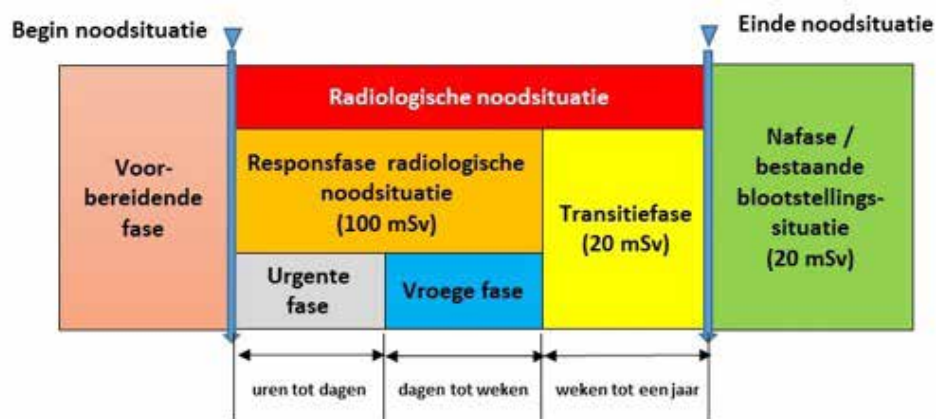 Begin noodsituatie
Einde noodsituatie
Radiologische noodsituatie
Voor-
bereidende
fase
Responsfase radiologische
noodsituatie
(100 mSv)
Urgente
fase
Vroege fase
Transitiefase
(20 mSv)
Nafase /
bestaande
blootstellings-
situatie
(20 mSv)
uren tot dagen
dagen tot weken
weken tot een jaar